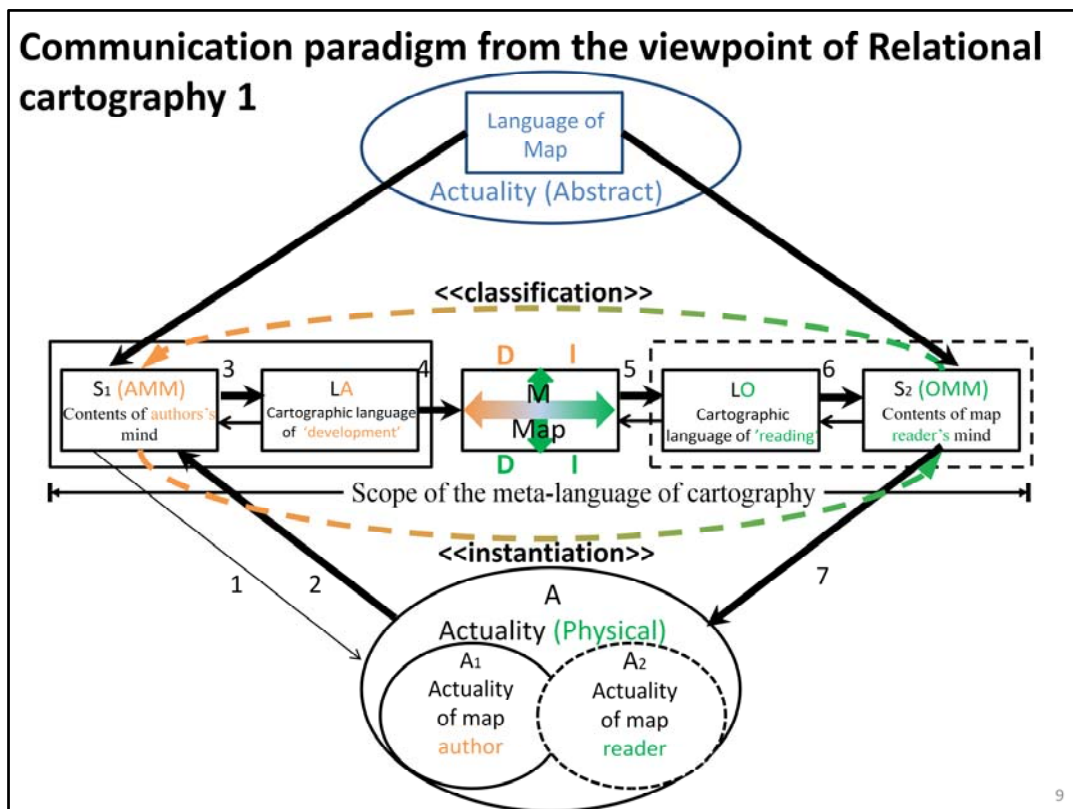 Communication paradigm from the viewpoint of Relational
cartography 1
Language of
Map
Actuality (Abstract)
<<classification>>
D I
S1 (AMM)
Contents of authors's
mind
3
LA
Cartographic language
of 'development'
4
M
Map
5
LO
Cartographic
language of 'reading'
6
S2 (OMM)
Contents of map
reader's mind
D I
Scope of the meta-language of cartography
<<instantiation>>
1
2
7
A
Actuality (Physical)
A1
Actuality
of map
author
A2
Actuality
of map
reader
9